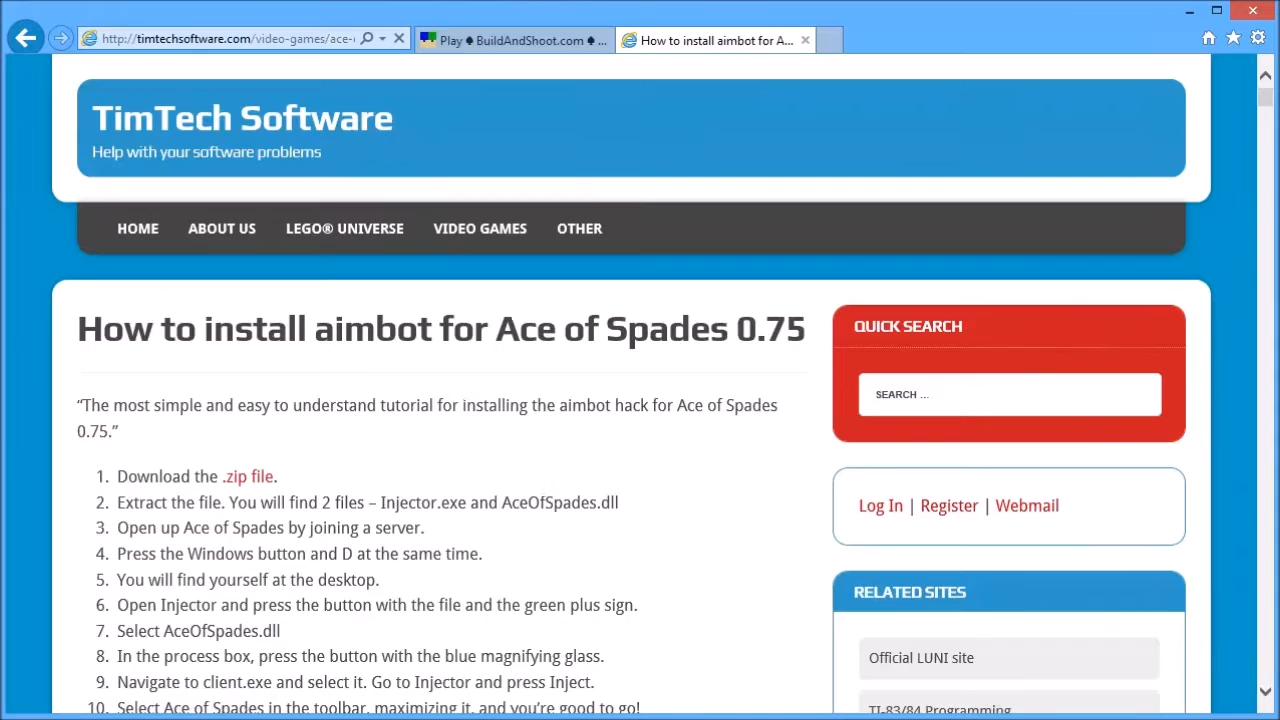 http://timtechsoftware.com/video-games/ace-
Play ♠ BuildAndShoot.com ♠ ...
How to install aimbot for A...
TimTech Software
Help with your software problems
HOME ABOUT US LEGO® UNIVERSE VIDEO GAMES OTHER
How to install aimbot for Ace of Spades 0.75
“The most simple and easy to understand tutorial for installing the aimbot hack for Ace of Spades
0.75.”
1. Download the .zip file.
2. Extract the file. You will find 2 files – Injector.exe and AceOfSpades.dll
3. Open up Ace of Spades by joining a server.
4. Press the Windows button and D at the same time.
5. You will find yourself at the desktop.
6. Open Injector and press the button with the file and the green plus sign.
7. Select AceOfSpades.dll
8. In the process box, press the button with the blue magnifying glass.
9. Navigate to client.exe and select it. Go to Injector and press Inject.
10. Select Ace of Spades in the toolbar, maximizing it, and you’re good to go!
QUICK SEARCH
SEARCH ...
Log In | Register | Webmail
RELATED SITES
Official LUNI site
TI-83/84 Programming